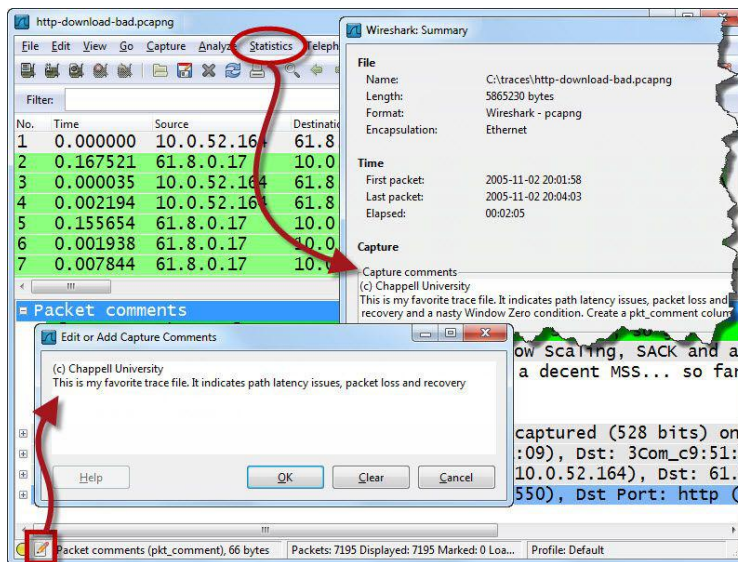 http-download-bad.pcapng
File Edit View Go Capture Analyze Statistics
Filter:
No. Time Source
1 0.000000 10.0.52.164 61.8
2 0.167521 61.8.0.17 10.0
3 0.000035 10.0.52.164 61.8
4 0.002194 10.0.52.164 61.8
5 0.155654 61.8.0.17 10.0
6 0.001938 61.8.0.17 10.0
7 0.007844 61.8.0.17 10.0
Packet comments
Wireshark: Summary
File
Name: C:\traces\http-download-bad.pcapng
Length: 5865230 bytes
Format: Wireshark - pcapng
Encapsulation: Ethernet
Time
First packet: 2005-11-02 20:01:58
Last packet: 2005-11-02 20:04:03
Elapsed: 00:02:05
Capture
Capture comments
(c) Chappell University
This is my favorite trace file. It indicates path latency issues, packet loss and
recovery and a nasty Window Zero condition. Create a pkt_comment colum
Edit or Add Capture Comments
(c) Chappell University
This is my favorite trace file. It indicates path latency issues, packet loss and recovery
Help OK Clear Cancel
ow Scaling, SACK and a
a decent MSS... so far
captured (528 bits) on
:09), Dst: 3Com_c9:51:
10.0.52.164), Dst: 61.
550), Dst Port: http (
Packet comments (pkt_comment), 66 bytes Packets: 7195 Displayed: 7195 Marked: 0 Loa... Profile: Default